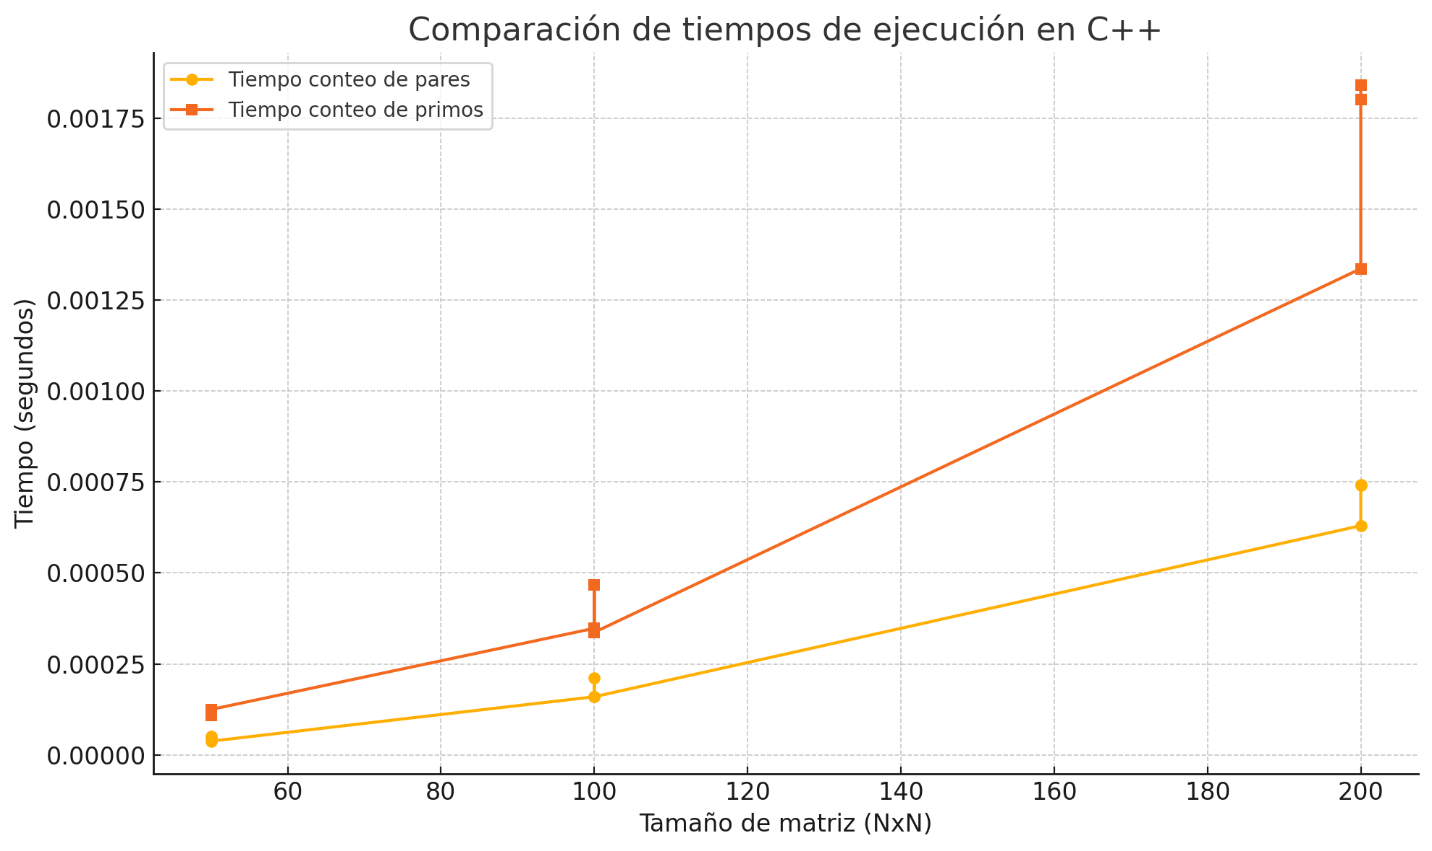 Comparación de tiempos de ejecución en C++
Tiempo conteo de pares
Tiempo conteo de primos
0.00175
0.00150
0.00125
0.00100
0.00075
0.00050
0.00025
0.00000
Tiempo (segundos)
60 80 100 120 140 160 180 200
Tamaño de matriz (NxN)